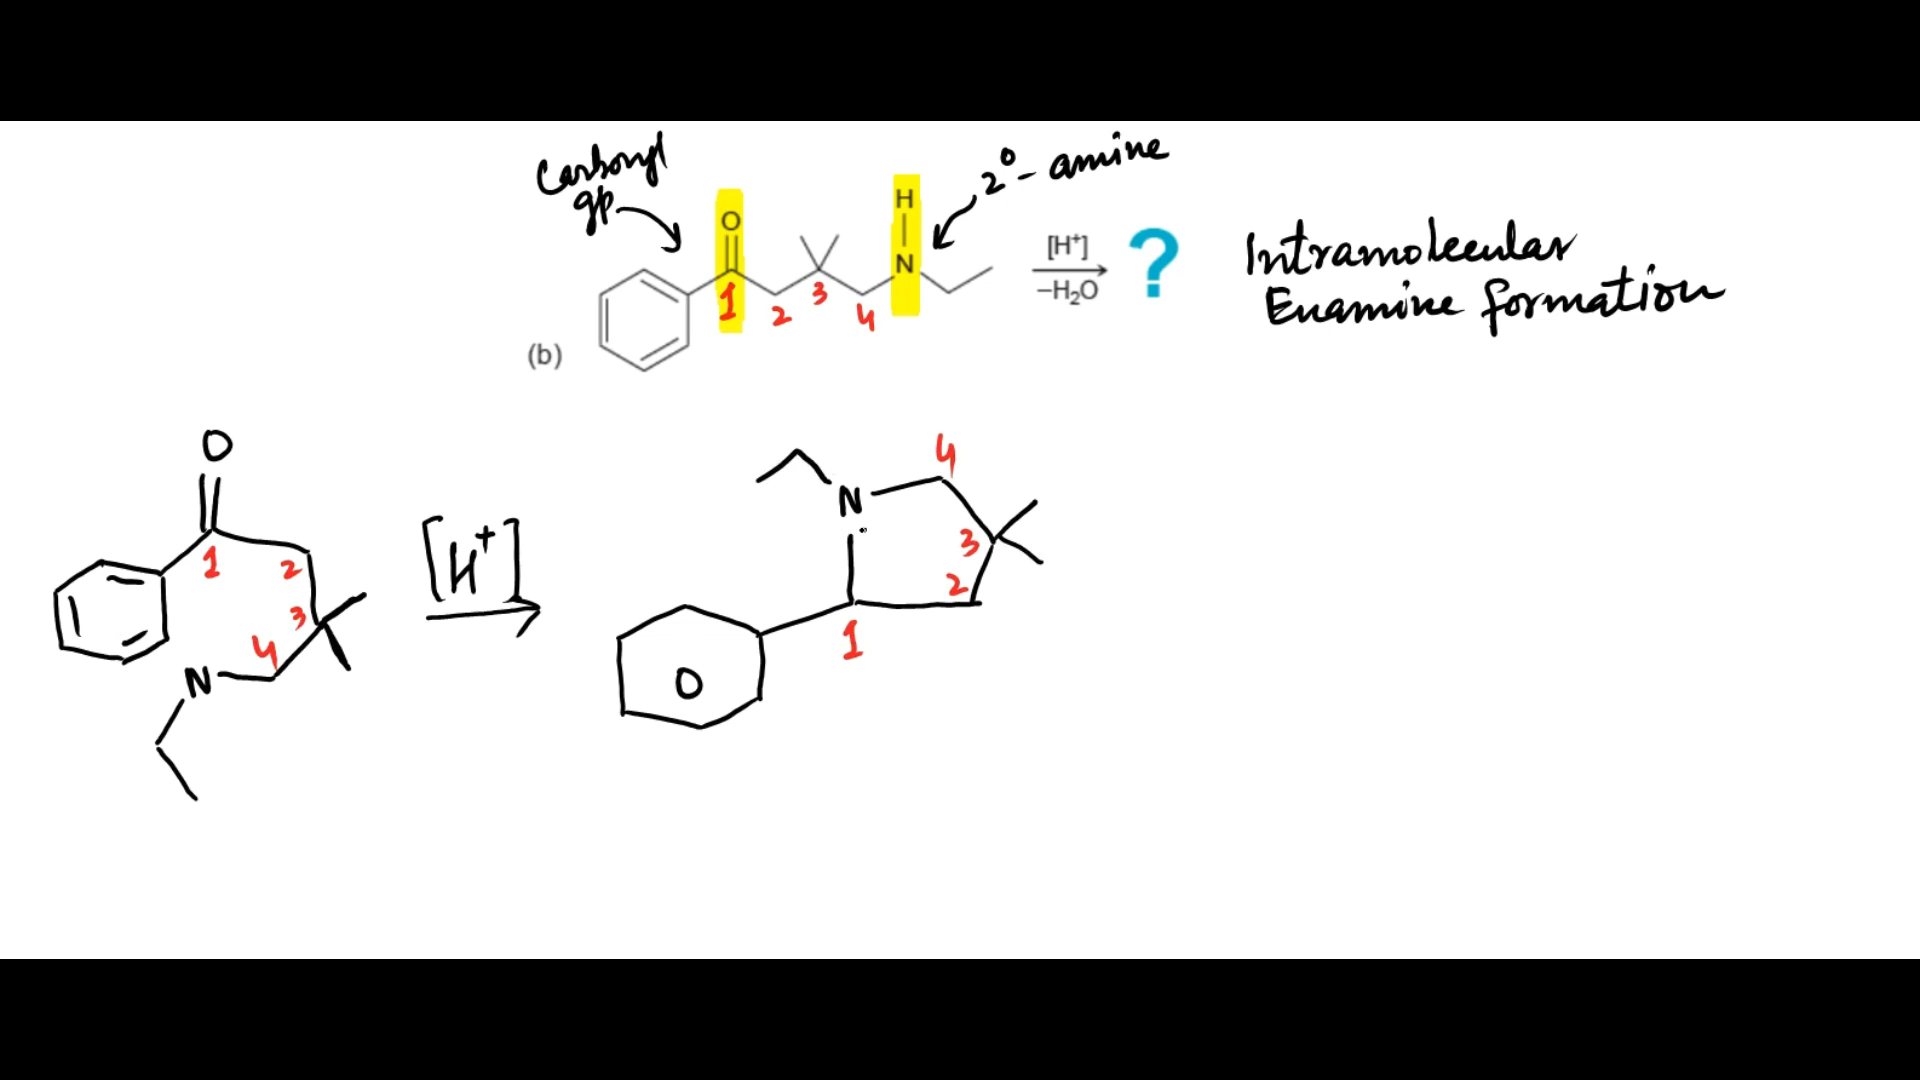 Carbonyl
gp.
2° - amine
O
H
N
1
2
3
4
[H⁺]
−H₂O
?
(b)
Intramolecular
Enamine formation
O
1
2
3
4
N
[H⁺]
N
4
3
2
1
O